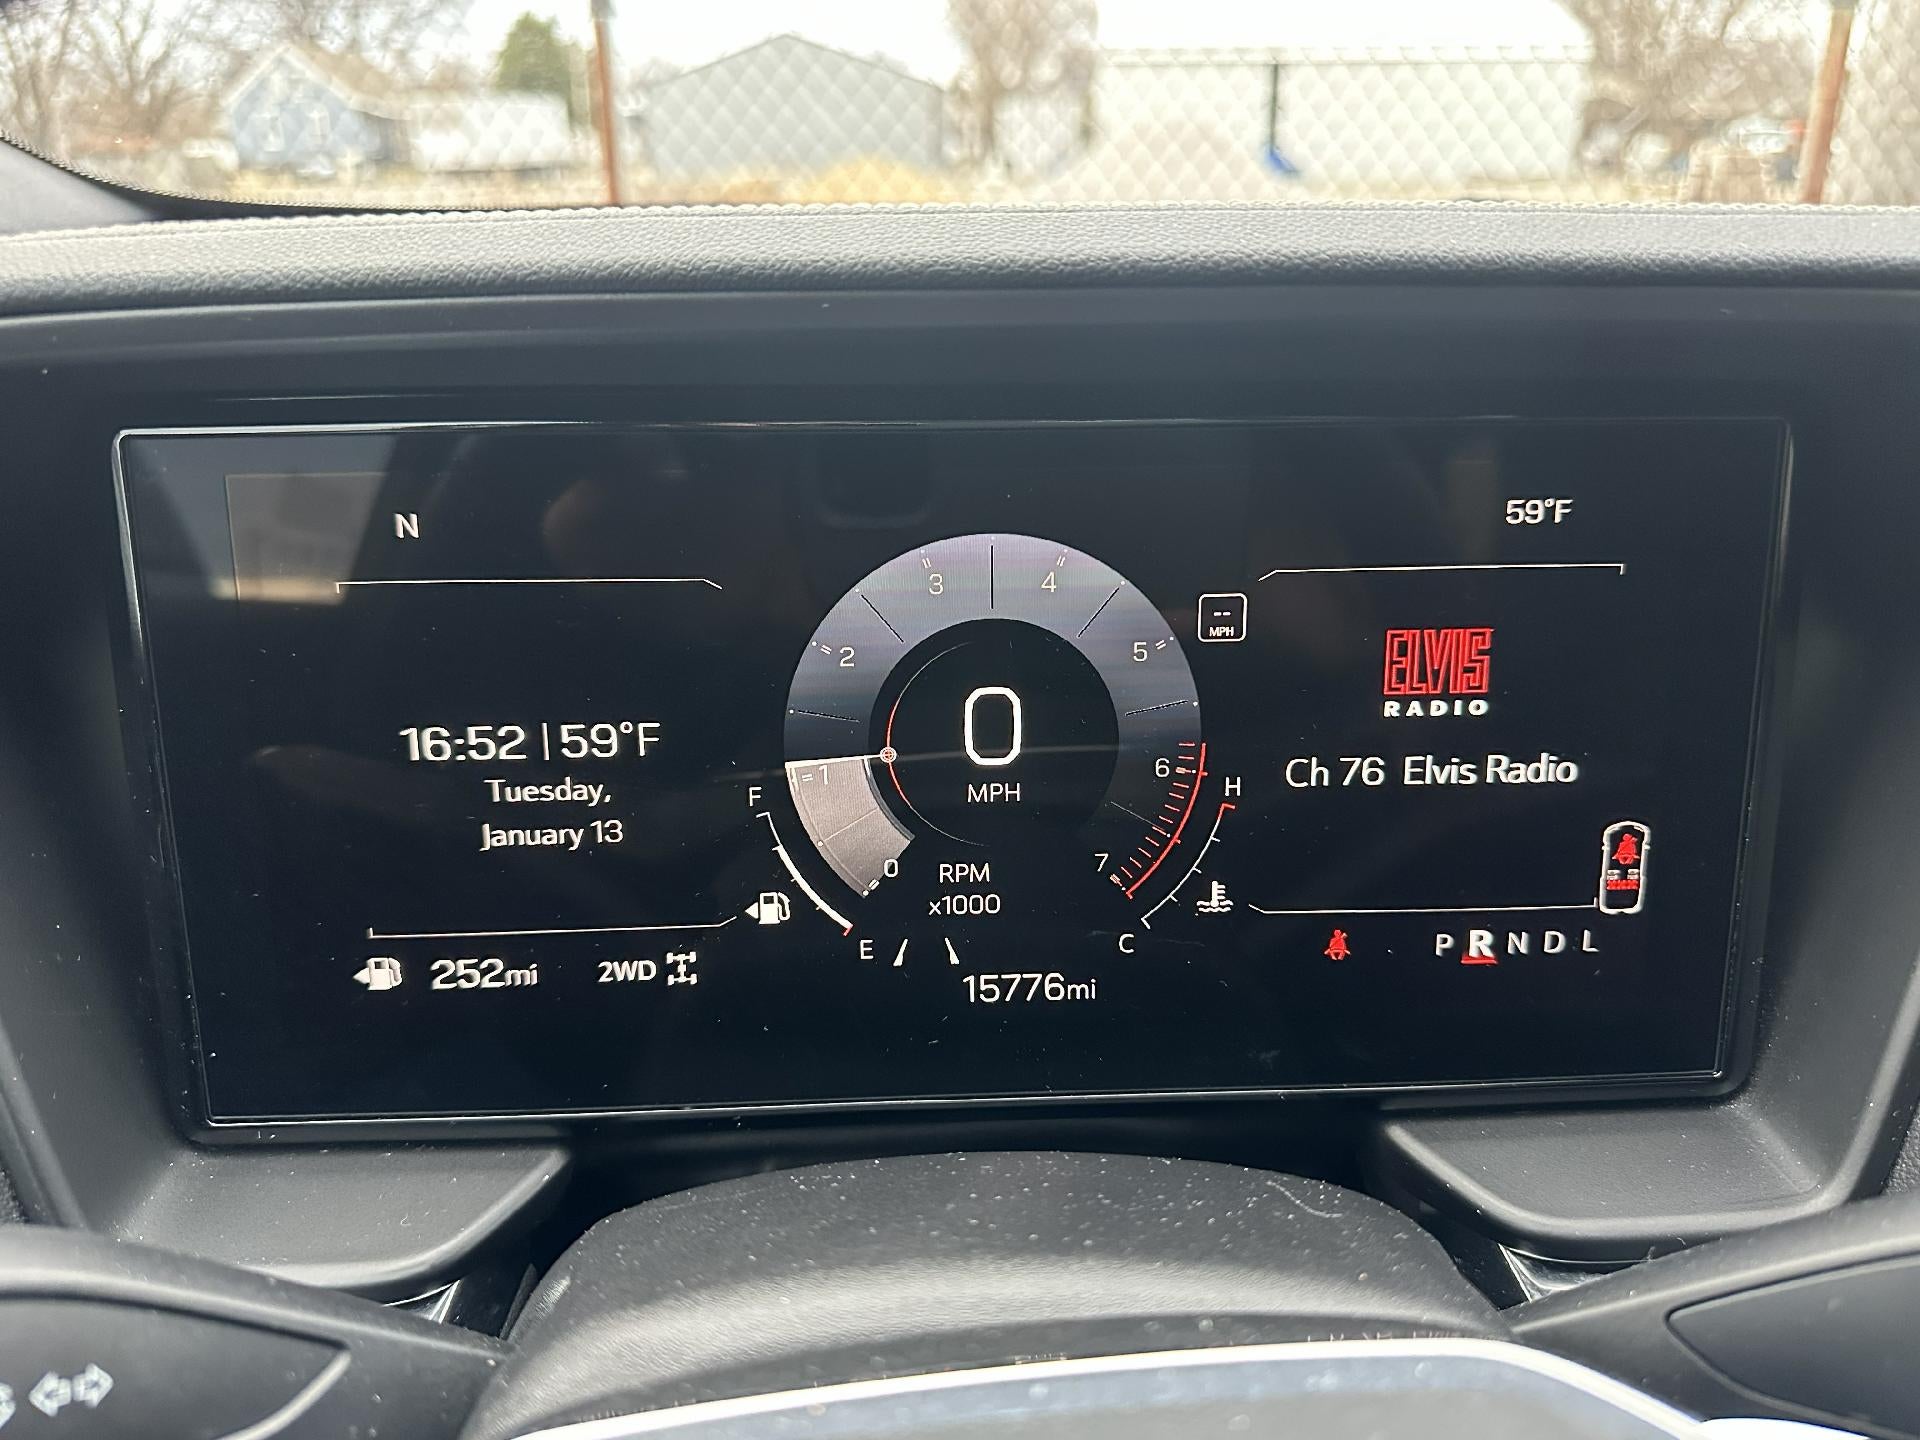 N
59°F
3
4
2
5
--
MPH
ELVIS
RADIO
16:52 | 59°F
Tuesday,
January 13
0
MPH
Ch 76 Elvis Radio
1
6
F
H
0
RPM
x1000
7
E
C
P R N D L
252mi
2WD
15776mi